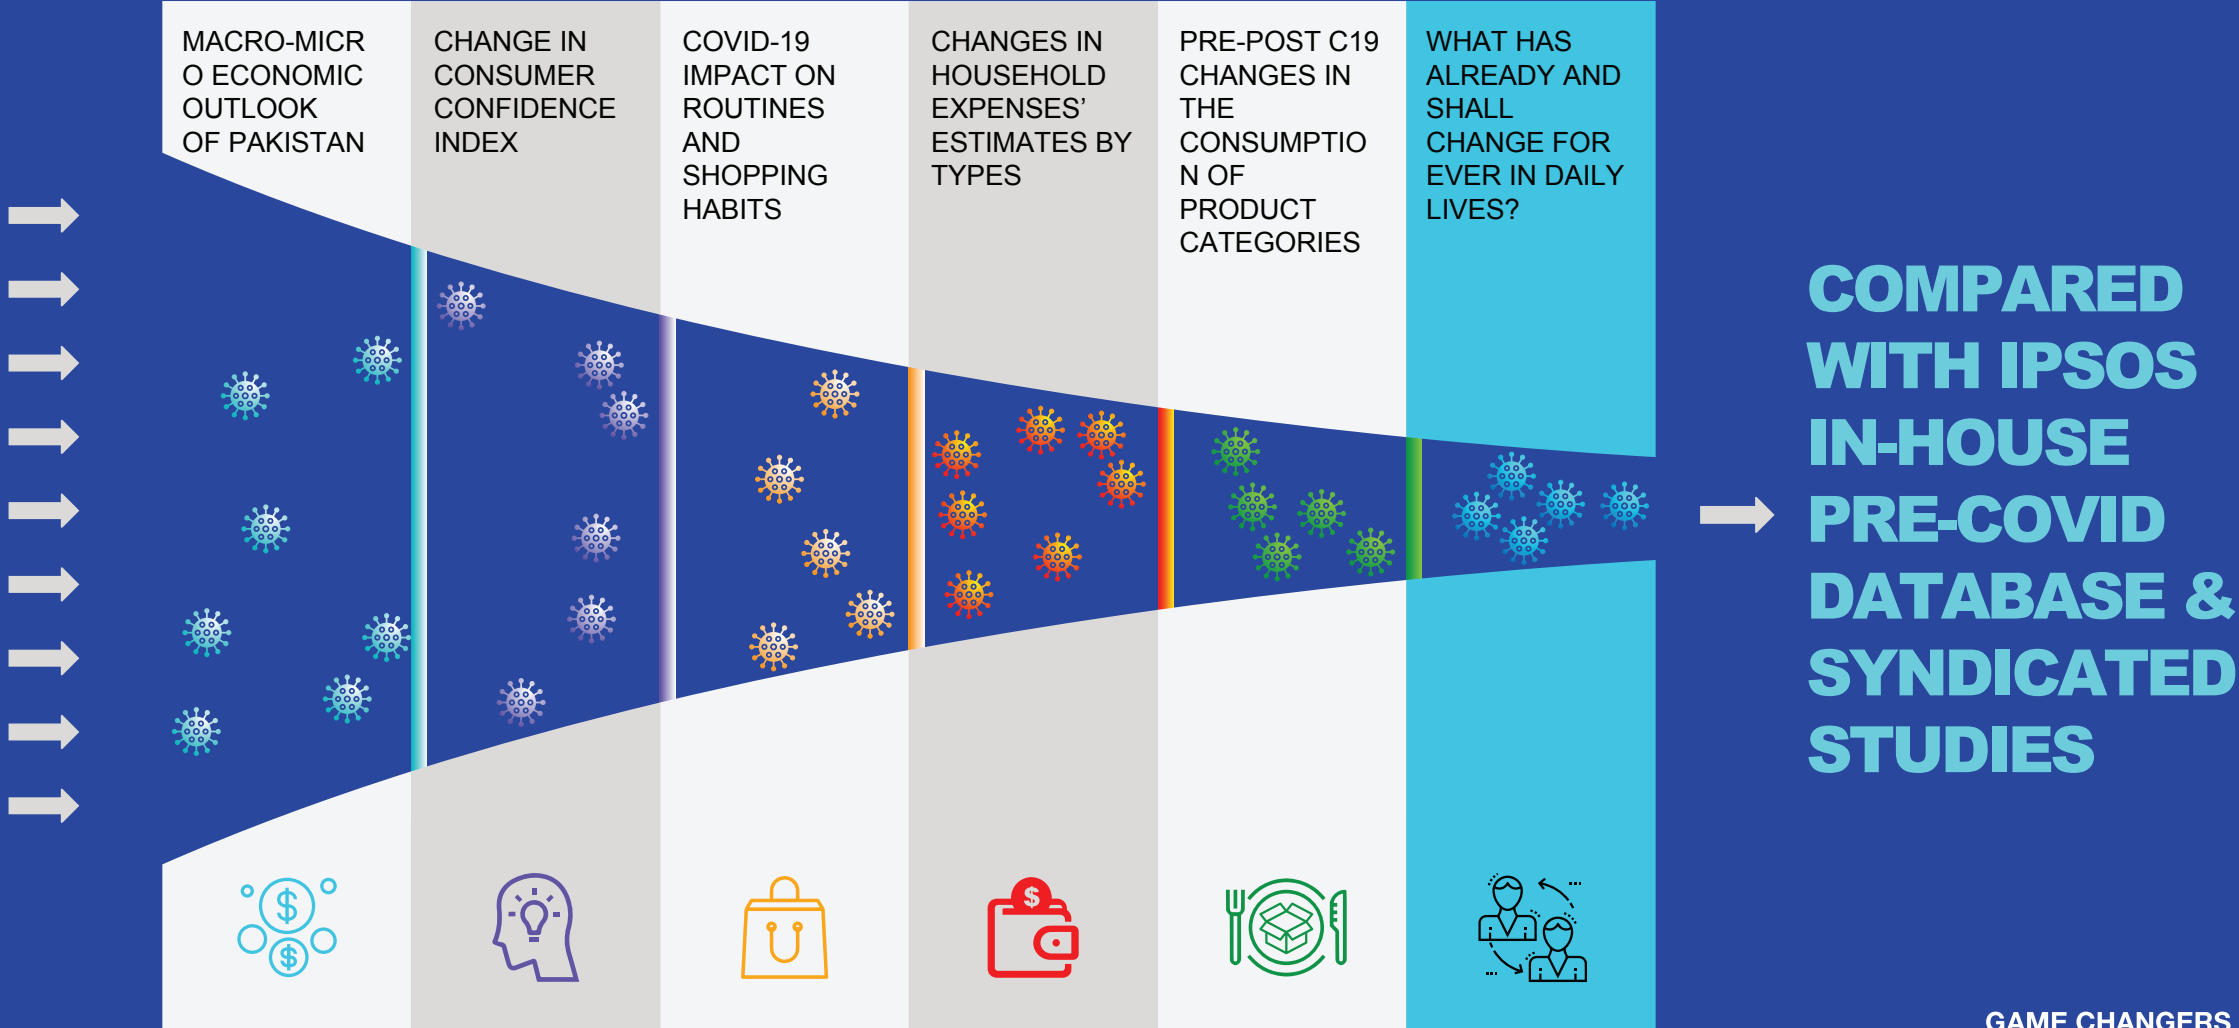 MACRO-MICR
O ECONOMIC
OUTLOOK
OF PAKISTAN
CHANGE IN
CONSUMER
CONFIDENCE
INDEX
COVID-19
IMPACT ON
ROUTINES
AND
SHOPPING
HABITS
CHANGES IN
HOUSEHOLD
EXPENSES’
ESTIMATES BY
TYPES
PRE-POST C19
CHANGES IN
THE
CONSUMPTIO
N OF
PRODUCT
CATEGORIES
WHAT HAS
ALREADY AND
SHALL
CHANGE FOR
EVER IN DAILY
LIVES?
COMPARED
WITH IPSOS
IN-HOUSE
PRE-COVID
DATABASE &
SYNDICATED
STUDIES
$
$
$
GAME CHANGERS